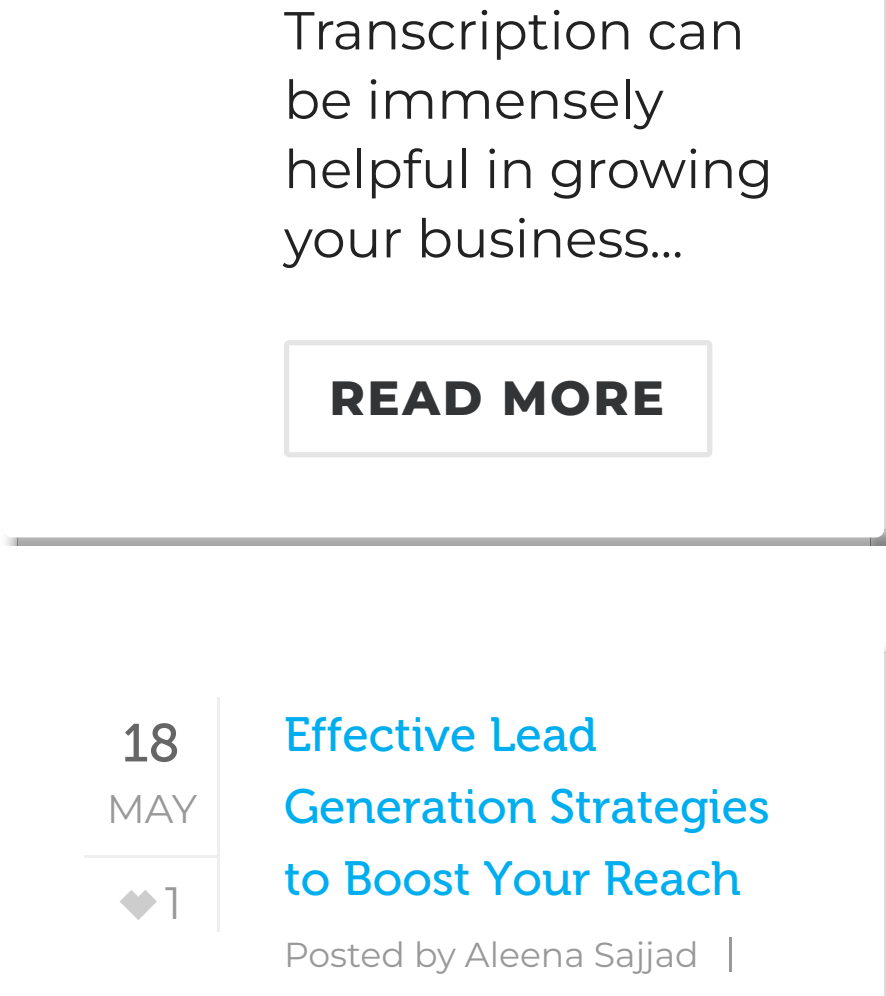 Transcription can
be immensely
helpful in growing
your business...
READ MORE
18
MAY
1
Effective Lead
Generation Strategies
to Boost Your Reach
Posted by Aleena Sajjad |